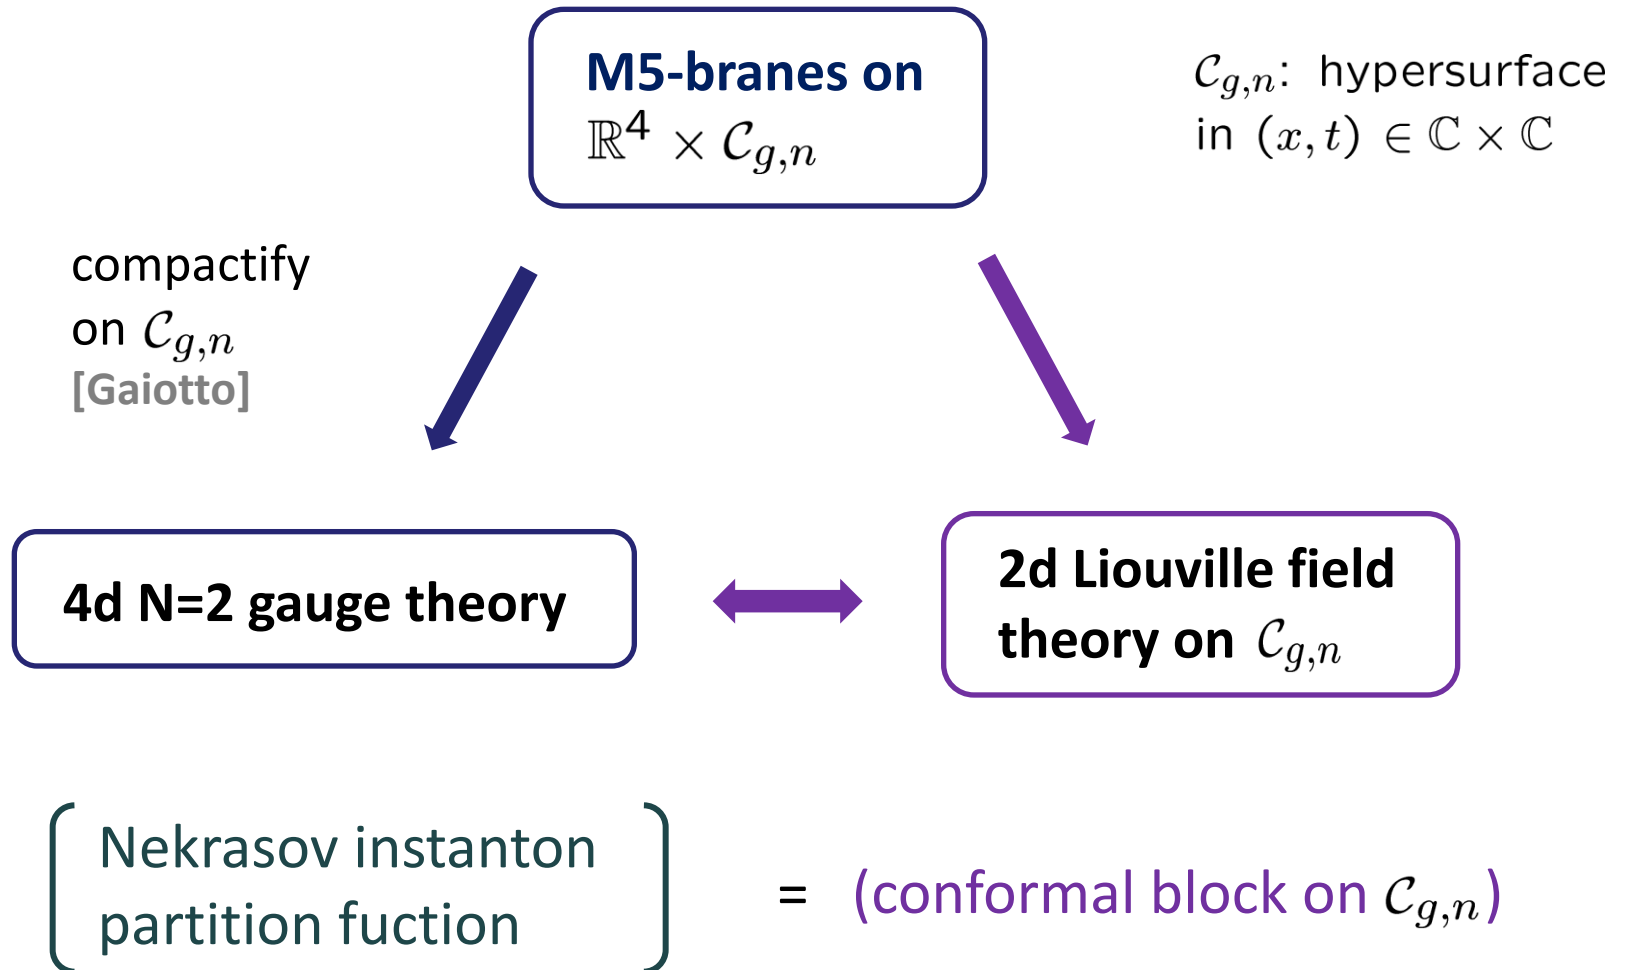 M5-branes on
ℝ⁴ × 𝒞_{g,n}
𝒞_{g,n}: hypersurface
in (x, t) ∈ ℂ × ℂ
compactify
on 𝒞_{g,n}
[Gaiotto]
4d N=2 gauge theory
2d Liouville field
theory on 𝒞_{g,n}
Nekrasov instanton
partition fuction
= (conformal block on 𝒞_{g,n})